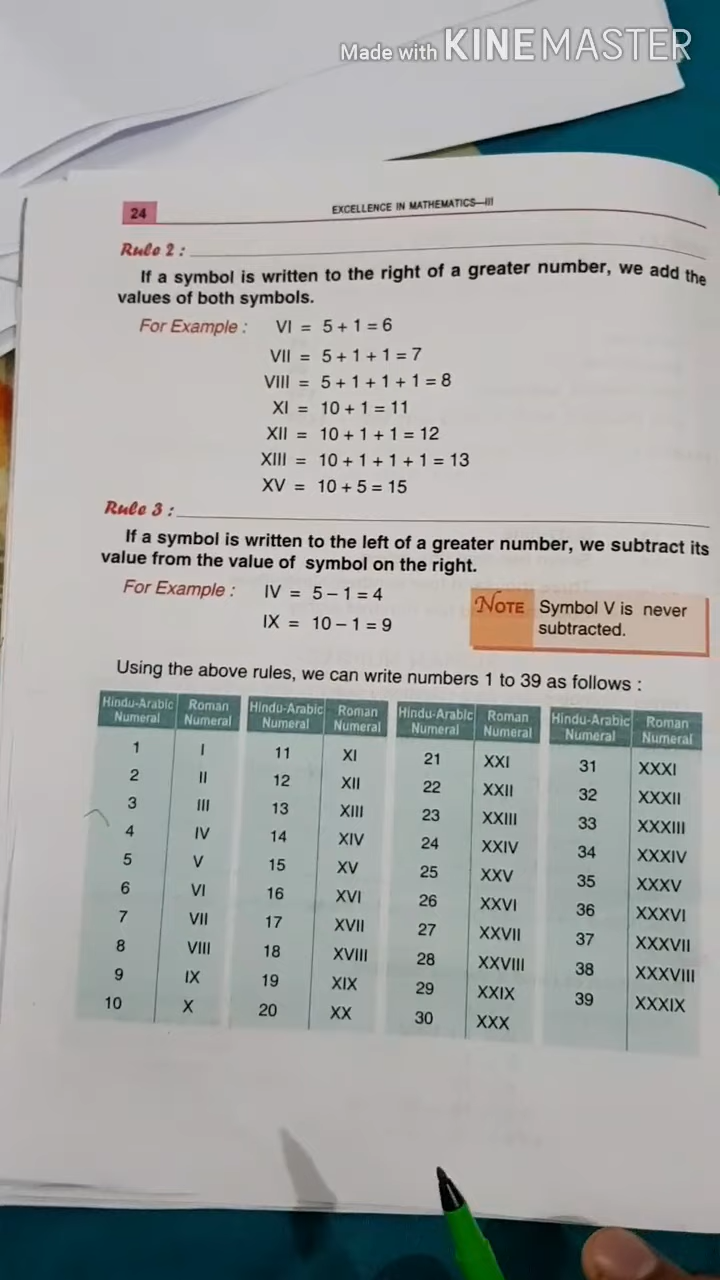 Made with KINEMASTER
24 EXCELLENCE IN MATHEMATICS—III
Rule 2 :
If a symbol is written to the right of a greater number, we add the
values of both symbols.
For Example : VI = 5 + 1 = 6
VII = 5 + 1 + 1 = 7
VIII = 5 + 1 + 1 + 1 = 8
XI = 10 + 1 = 11
XII = 10 + 1 + 1 = 12
XIII = 10 + 1 + 1 + 1 = 13
XV = 10 + 5 = 15
Rule 3 :
If a symbol is written to the left of a greater number, we subtract its
value from the value of symbol on the right.
For Example : IV = 5 – 1 = 4
IX = 10 – 1 = 9
NOTE Symbol V is never
subtracted.
Using the above rules, we can write numbers 1 to 39 as follows :
Hindu-Arabic Numeral Roman Numeral Hindu-Arabic Numeral Roman Numeral Hindu-Arabic Numeral Roman Numeral Hindu-Arabic Numeral Roman Numeral
1 I 11 XI 21 XXI 31 XXXI
2 II 12 XII 22 XXII 32 XXXII
3 III 13 XIII 23 XXIII 33 XXXIII
4 IV 14 XIV 24 XXIV 34 XXXIV
5 V 15 XV 25 XXV 35 XXXV
6 VI 16 XVI 26 XXVI 36 XXXVI
7 VII 17 XVII 27 XXVII 37 XXXVII
8 VIII 18 XVIII 28 XXVIII 38 XXXVIII
9 IX 19 XIX 29 XXIX 39 XXXIX
10 X 20 XX 30 XXX